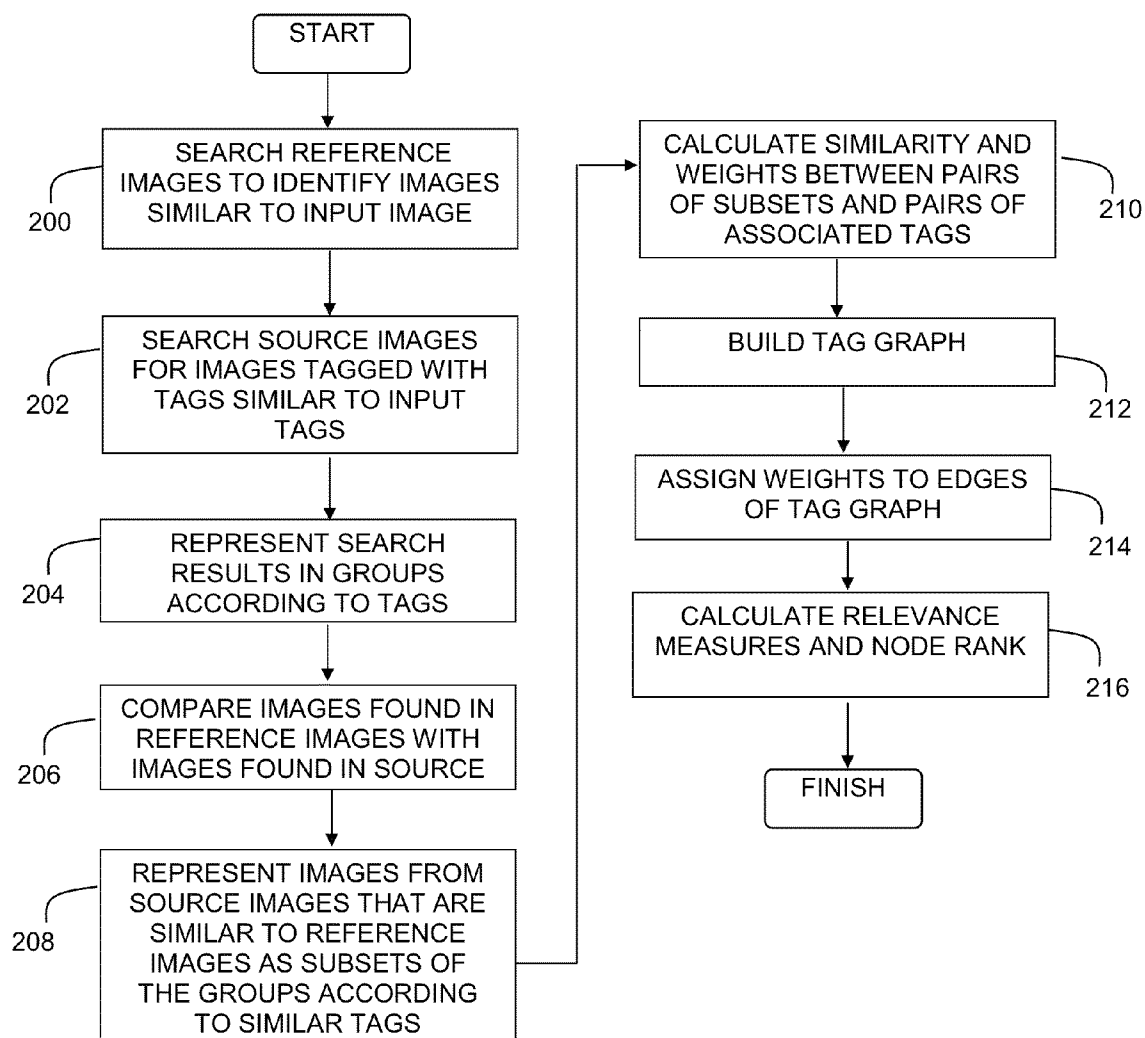 START
SEARCH REFERENCE
IMAGES TO IDENTIFY IMAGES
SIMILAR TO INPUT IMAGE
200
SEARCH SOURCE IMAGES
FOR IMAGES TAGGED WITH
TAGS SIMILAR TO INPUT
TAGS
202
REPRESENT SEARCH
RESULTS IN GROUPS
ACCORDING TO TAGS
204
COMPARE IMAGES FOUND IN
REFERENCE IMAGES WITH
IMAGES FOUND IN SOURCE
206
REPRESENT IMAGES FROM
SOURCE IMAGES THAT ARE
SIMILAR TO REFERENCE
IMAGES AS SUBSETS OF
THE GROUPS ACCORDING
TO SIMILAR TAGS
208
CALCULATE SIMILARITY AND
WEIGHTS BETWEEN PAIRS
OF SUBSETS AND PAIRS OF
ASSOCIATED TAGS
210
BUILD TAG GRAPH
212
ASSIGN WEIGHTS TO EDGES
OF TAG GRAPH
214
CALCULATE RELEVANCE
MEASURES AND NODE RANK
216
FINISH